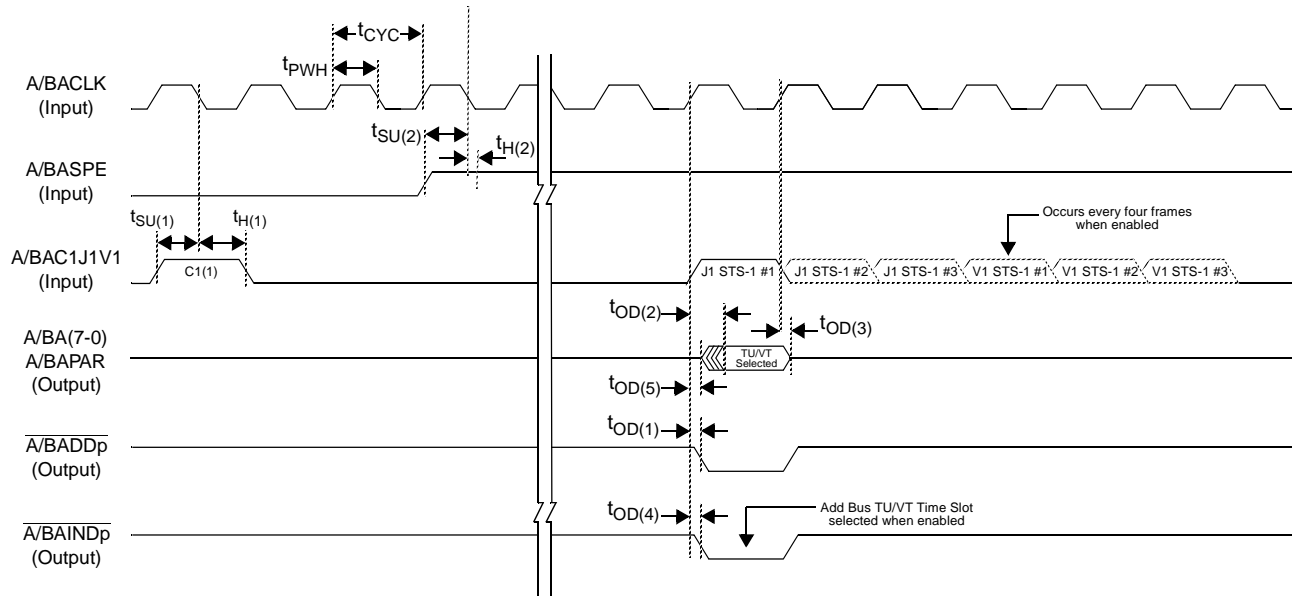 tCYC
tPWH
A/BACLK
(Input)
tSU(2)
tH(2)
A/BASPE
(Input)
tSU(1)
tH(1)
Occurs every four frames
when enabled
A/BAC1J1V1
(Input)
C1(1)
J1 STS-1 #1
J1 STS-1 #2
J1 STS-1 #3
V1 STS-1 #1
V1 STS-1 #2
V1 STS-1 #3
tOD(2)
tOD(3)
A/BA(7-0)
A/BAPAR
(Output)
TU/VT
Selected
tOD(5)
tOD(1)
A/BADDp
(Output)
tOD(4)
Add Bus TU/VT Time Slot
selected when enabled
A/BAINDp
(Output)